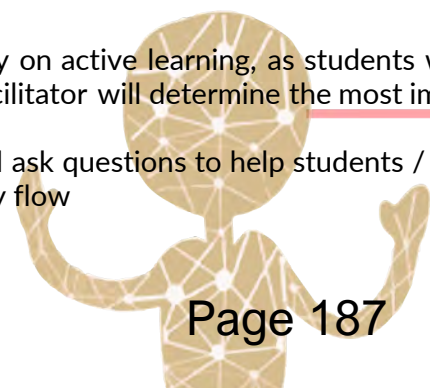 y on active learning, as students w
cilitator will determine the most im
l ask questions to help students /
y flow
Page 187